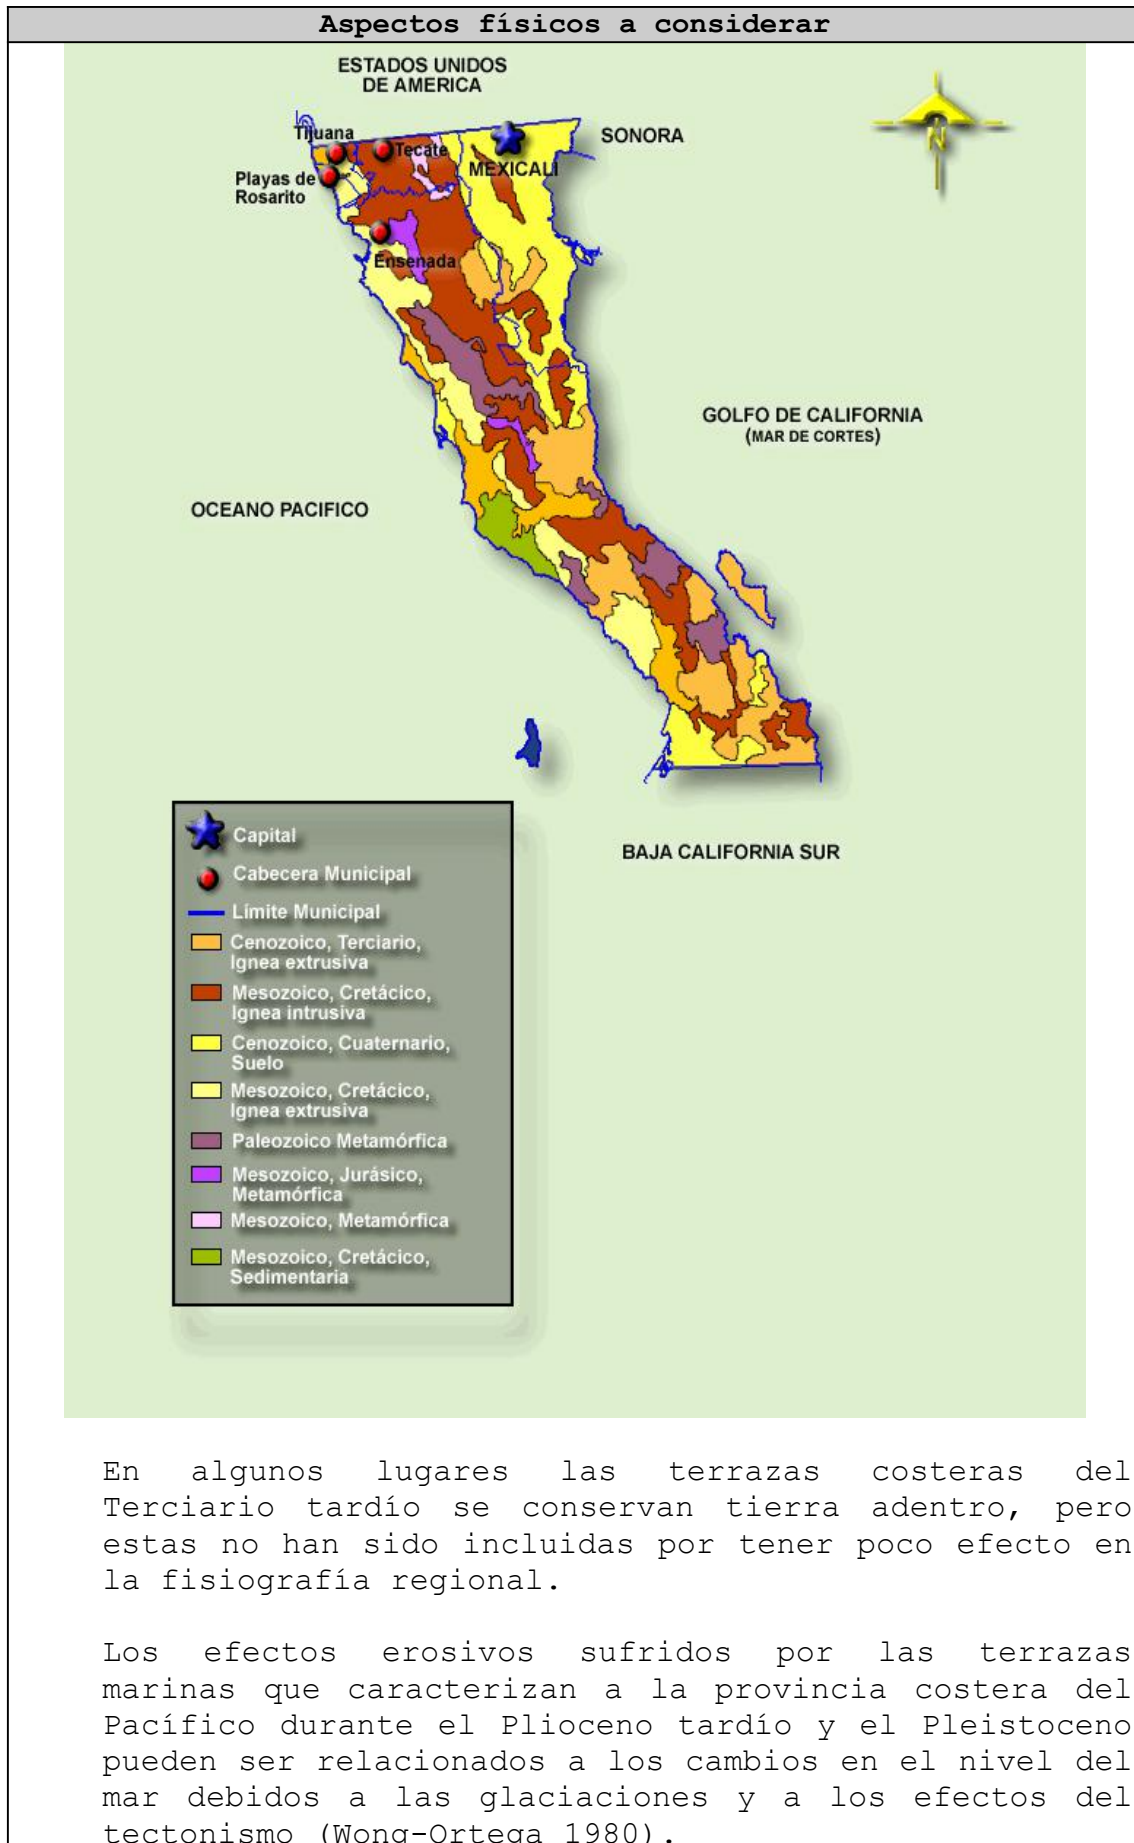 Aspectos físicos a considerar
ESTADOS UNIDOS
DE AMERICA
Tijuana
Tecate
SONORA
MEXICALI
Playas de
Rosarito
N
Ensenada
GOLFO DE CALIFORNIA
(MAR DE CORTES)
OCEANO PACIFICO
BAJA CALIFORNIA SUR
Capital
Cabecera Municipal
Límite Municipal
Cenozoico, Terciario,
Ignea extrusiva
Mesozoico, Cretácico,
Ignea intrusiva
Cenozoico, Cuaternario,
Suelo
Mesozoico, Cretácico,
Ignea extrusiva
Paleozoico Metamórfica
Mesozoico, Jurásico,
Metamórfica
Mesozoico, Metamórfica
Mesozoico, Cretácico,
Sedimentaria
En algunos lugares las terrazas costeras del
Terciario tardío se conservan tierra adentro, pero
estas no han sido incluidas por tener poco efecto en
la fisiografía regional.
Los efectos erosivos sufridos por las terrazas
marinas que caracterizan a la provincia costera del
Pacífico durante el Plioceno tardío y el Pleistoceno
pueden ser relacionados a los cambios en el nivel del
mar debidos a las glaciaciones y a los efectos del
tectonismo (Wong-Ortega 1980).